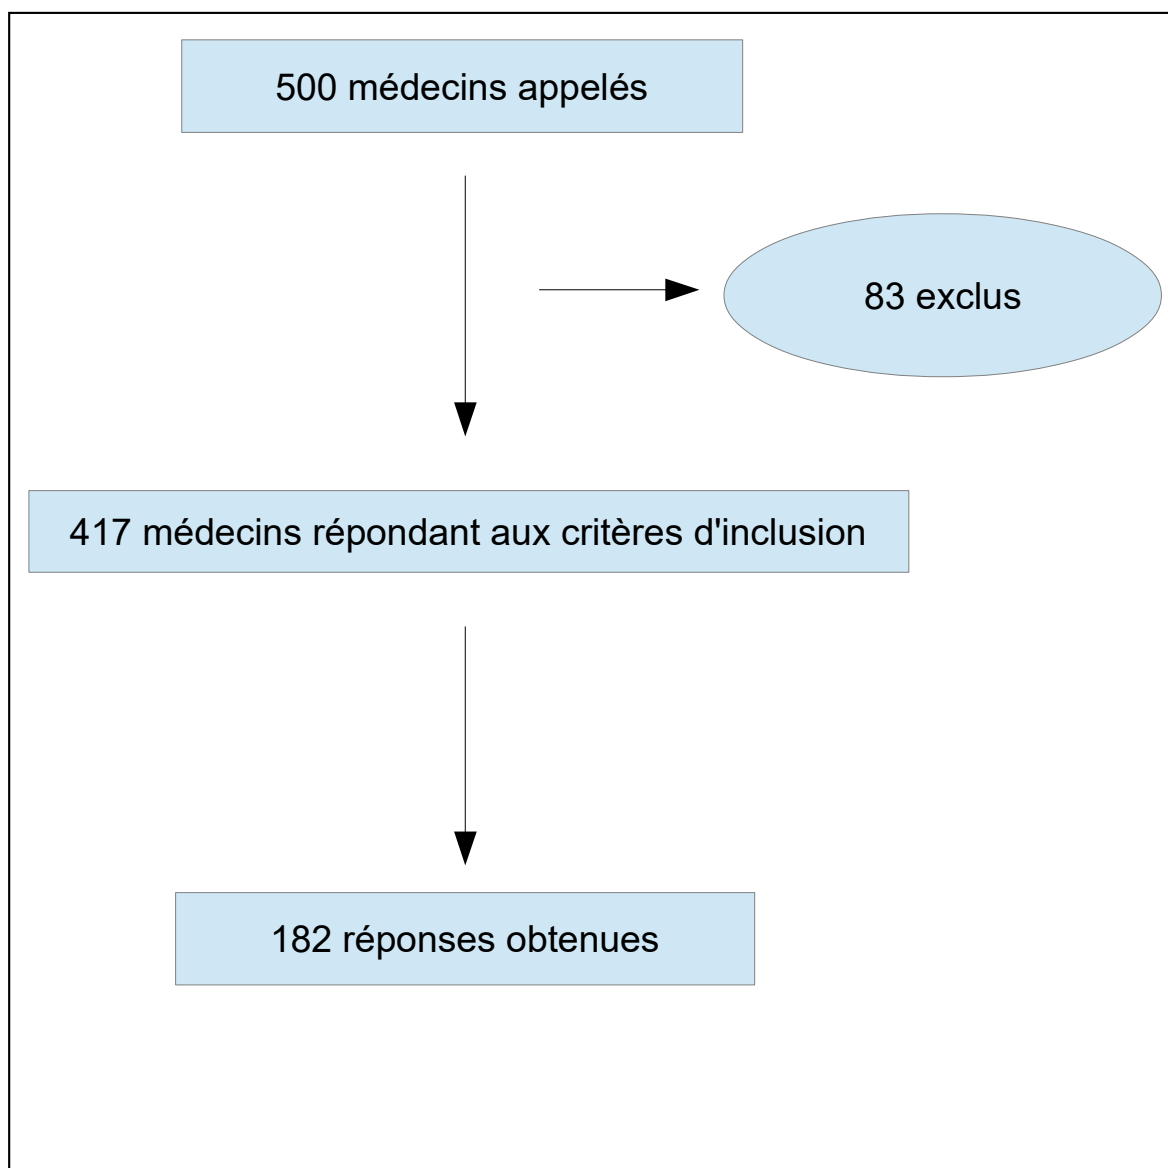 500 médecins appelés
83 exclus
417 médecins répondant aux critères d'inclusion
182 réponses obtenues